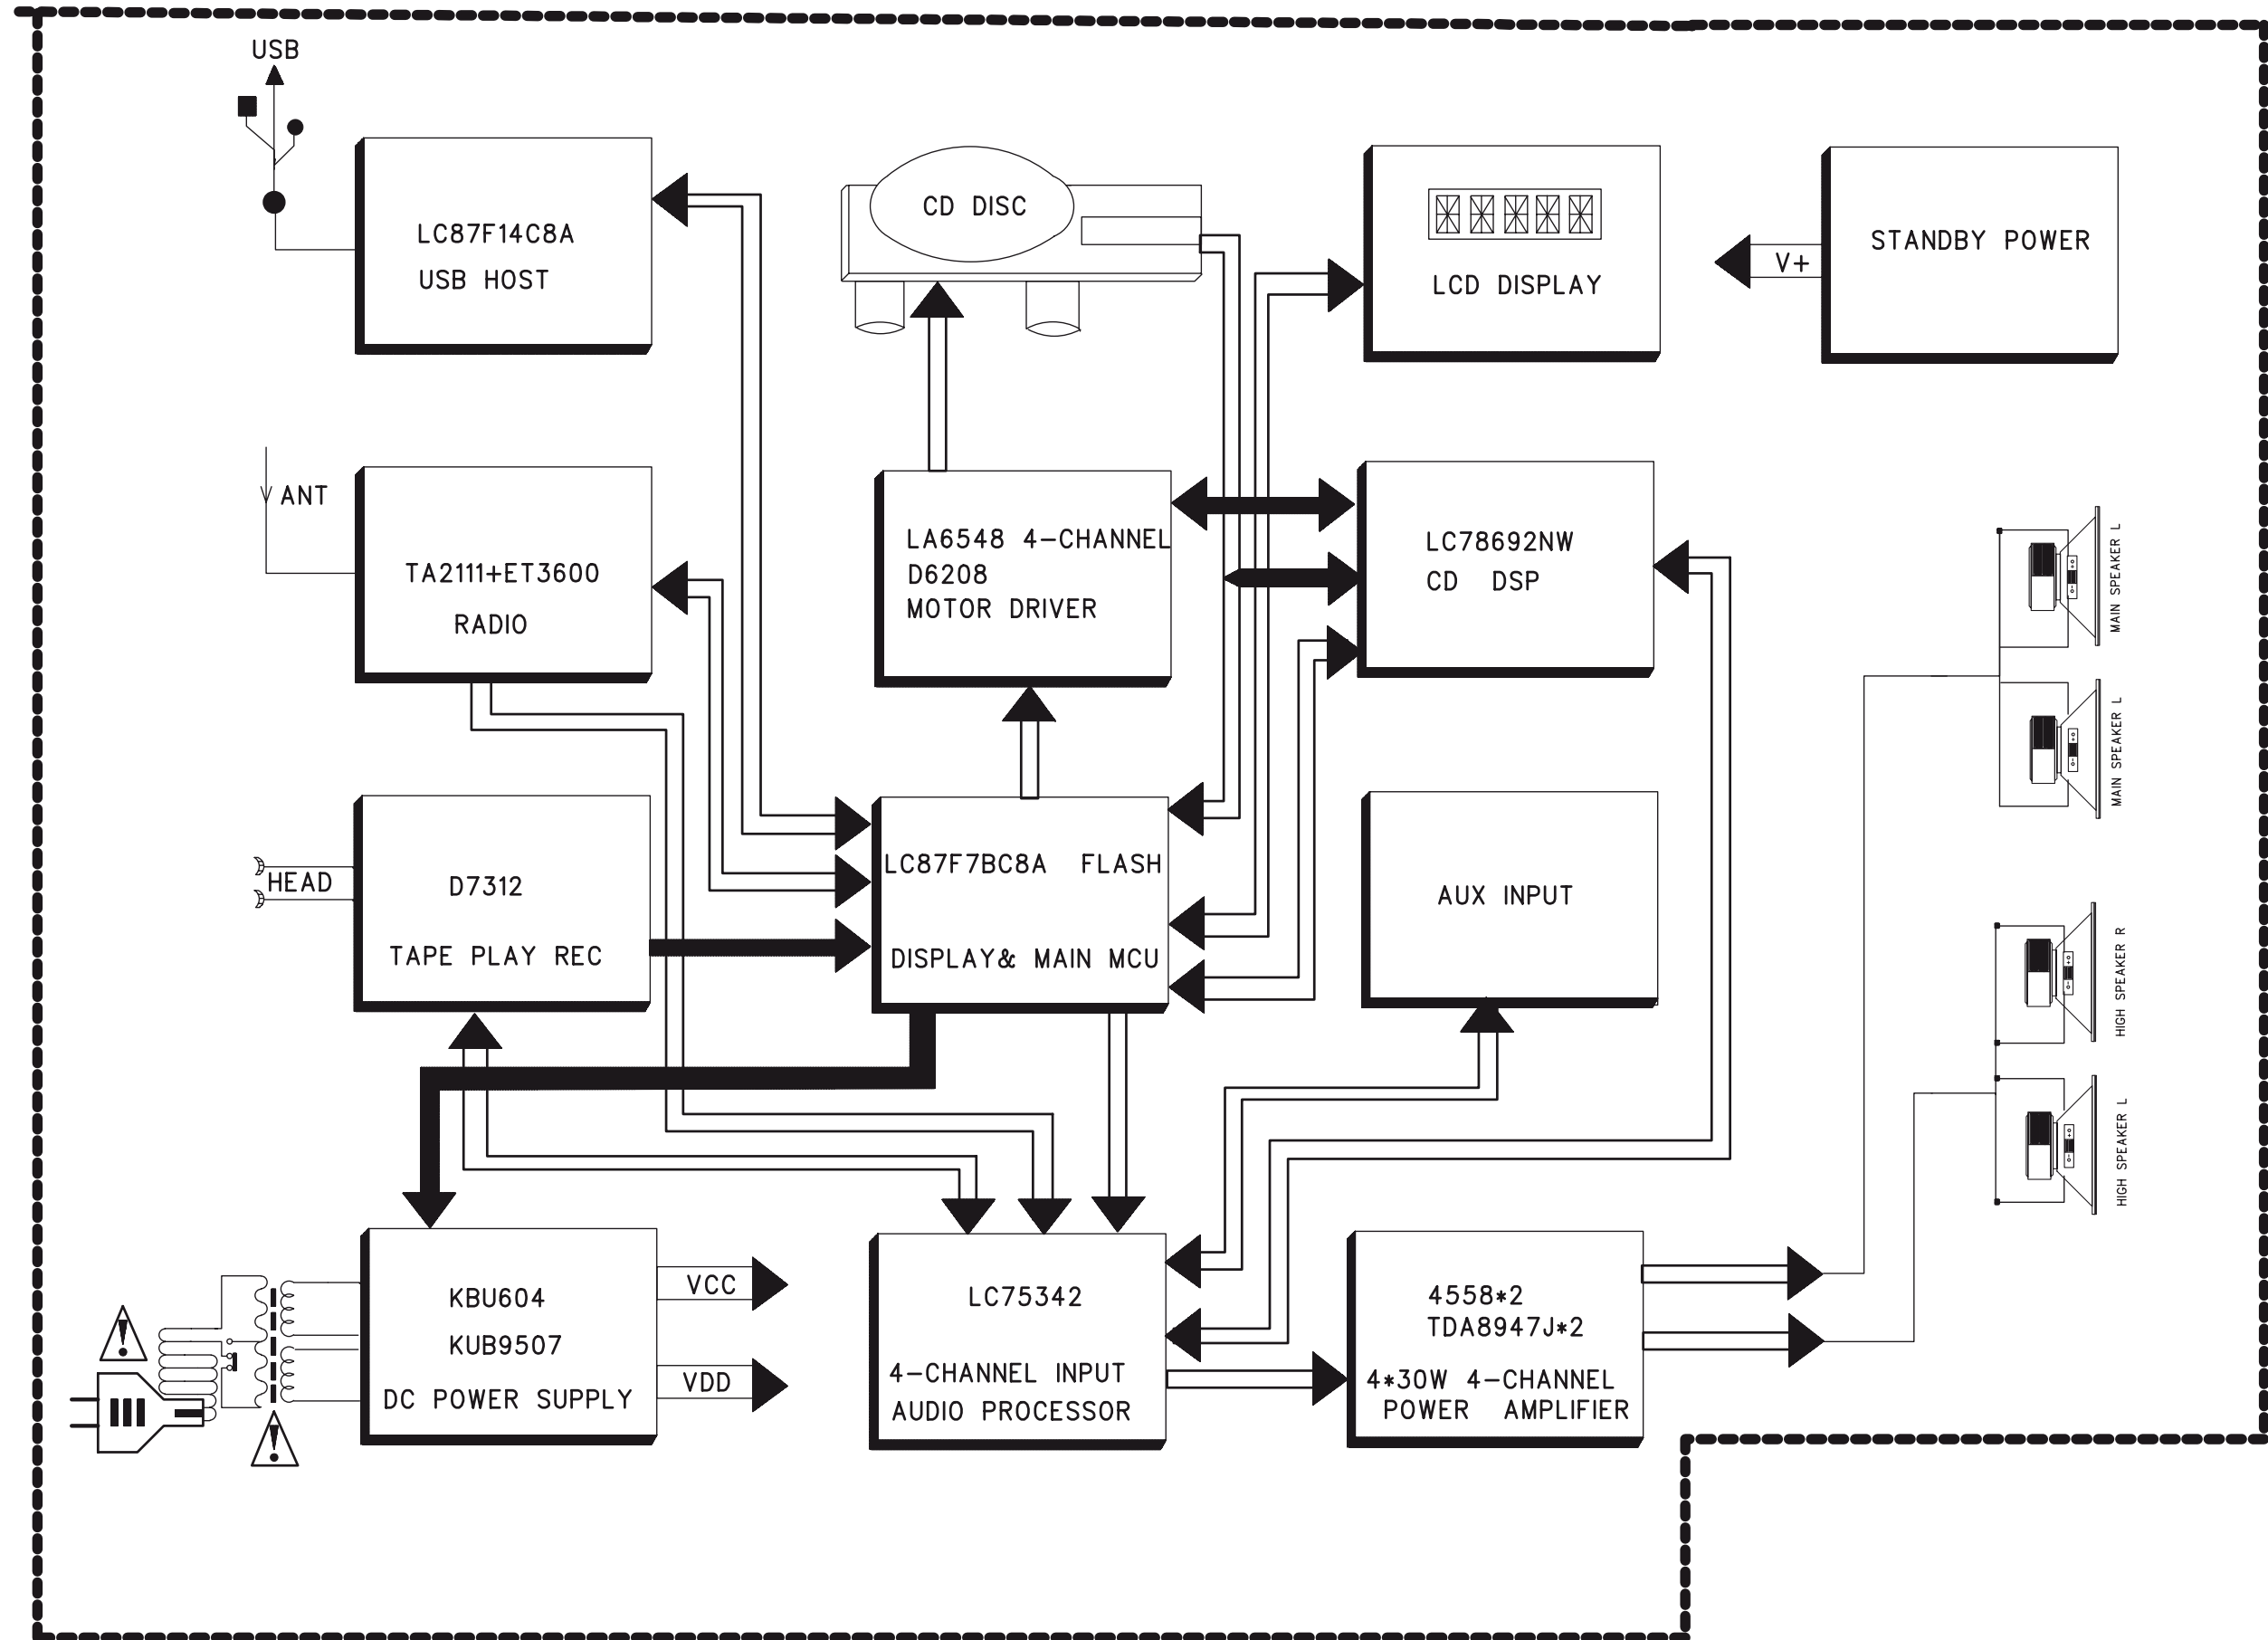 USB
LC87F14C8A
USB HOST
CD DISC
LCD DISPLAY
V+
STANDBY POWER
ANT
TA2111+ET3600
RADIO
LA6548 4-CHANNEL
D6208
MOTOR DRIVER
LC78692NW
CD DSP
MAIN SPEAKER L
MAIN SPEAKER L
HEAD
D7312
TAPE PLAY REC
LC87F7BC8A FLASH
DISPLAY& MAIN MCU
AUX INPUT
HIGH SPEAKER R
HIGH SPEAKER L
KBU604
KUB9507
DC POWER SUPPLY
VCC
VDD
LC75342
4-CHANNEL INPUT
AUDIO PROCESSOR
4558*2
TDA8947J*2
4*30W 4-CHANNEL
POWER AMPLIFIER